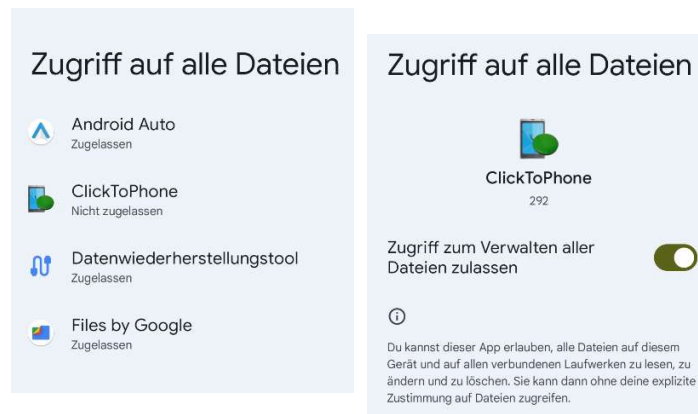 Zugriff auf alle Dateien
Android Auto
Zugelassen
ClickToPhone
Nicht zugelassen
Datenwiederherstellungstool
Zugelassen
Files by Google
Zugelassen
Zugriff auf alle Dateien
ClickToPhone
292
Zugriff zum Verwalten aller
Dateien zulassen
Du kannst dieser App erlauben, alle Dateien auf diesem
Gerät und auf allen verbundenen Laufwerken zu lesen, zu
ändern und zu löschen. Sie kann dann ohne deine explizite
Zustimmung auf Dateien zugreifen.